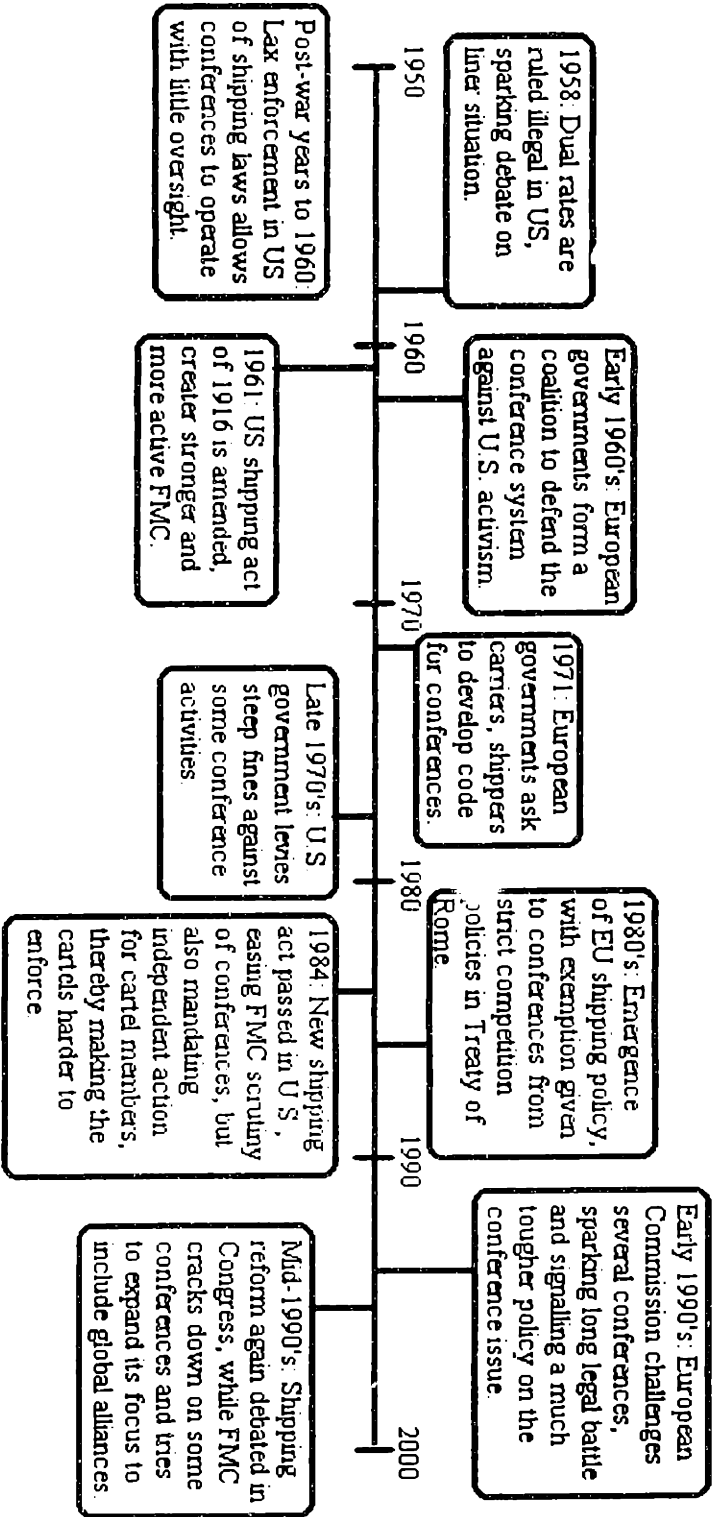 1958: Dual rates are
ruled illegal in US,
sparking debate on
liner situation.
Early 1960's: European
governments form a
coalition to defend the
conference system
against U.S. activism.
1971: European
governments ask
carriers, shippers
to develop code
fur conferences.
1980's: Emergence
of EU shipping policy,
with exemption given
to conferences from
strict competition
policies in Treaty of
Rome.
Early 1990's: European
Commission challenges
several conferences,
sparking long legal battle
and signalling a much
tougher policy on the
conference issue.
1950
1960
1970
1980
1990
2000
Post-war years to 1960:
Lax enforcement in US
of shipping laws allows
conferences to operate
with little oversight.
1961: US shipping act
of 1916 is amended,
creater stronger and
more active FMC.
Late 1970's: U.S.
government levies
steep fines against
some conference
activities.
1984: New shipping
act passed in U.S.,
easing FMC scrutiny
of conferences, but
also mandating
independent action
for cartel members,
thereby making the
cartels harder to
enforce.
Mid-1990's: Shipping
reform again debated in
Congress, while FMC
cracks down on some
conferences and tries
to expand its focus to
include global alliances.